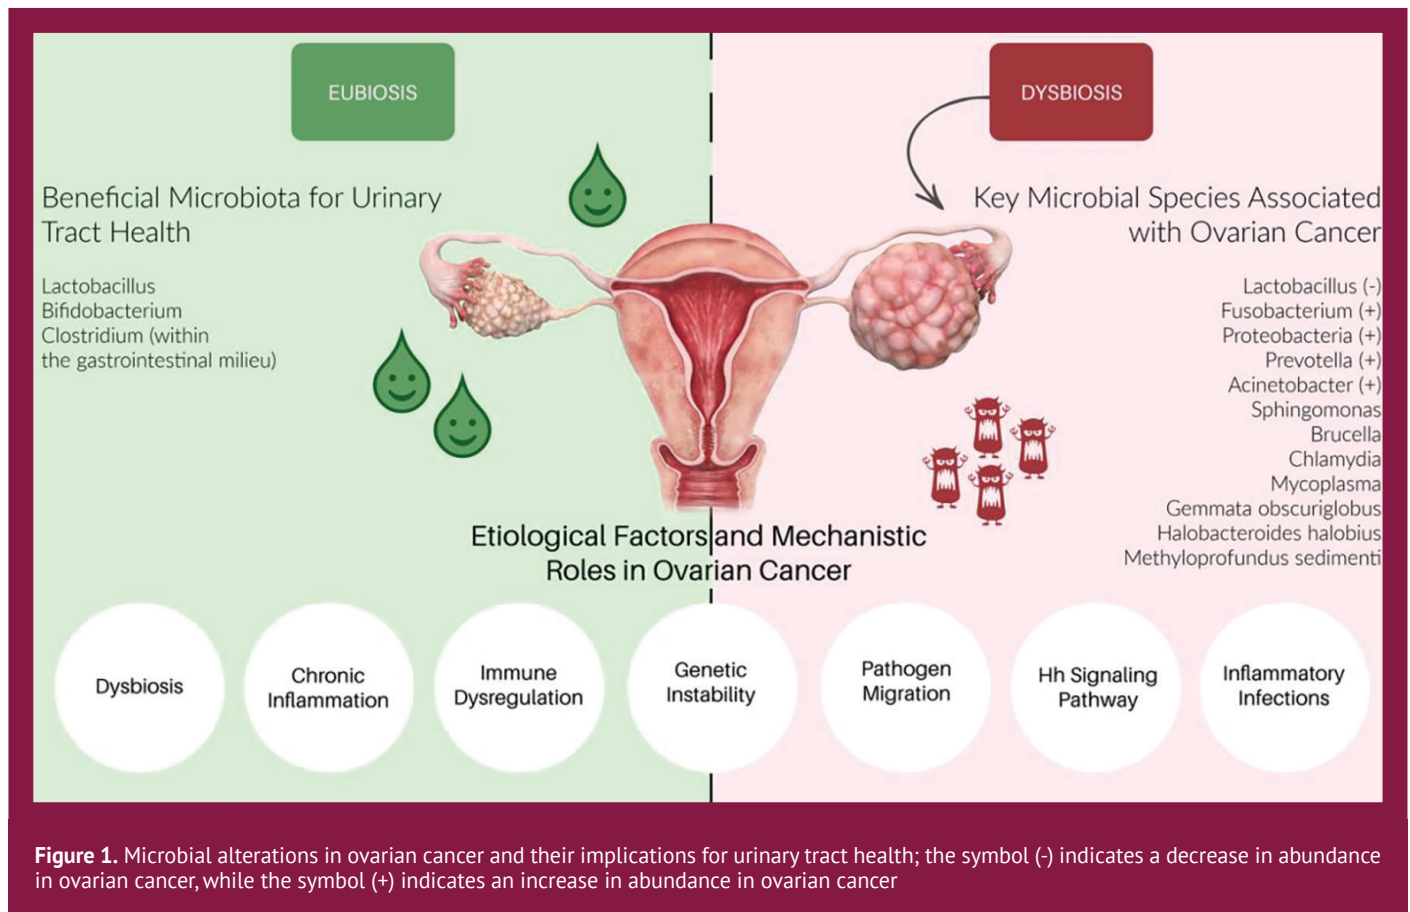 EUBIOSIS
DYSBIOSIS
Beneficial Microbiota for Urinary
Tract Health
Lactobacillus
Bifidobacterium
Clostridium (within
the gastrointestinal milieu)
Key Microbial Species Associated
with Ovarian Cancer
Lactobacillus (-)
Fusobacterium (+)
Proteobacteria (+)
Prevotella (+)
Acinetobacter (+)
Sphingomonas
Brucella
Chlamydia
Mycoplasma
Gemmata obscuriglobus
Halobacteroides halobius
Methyloprofundus sedimenti
Etiological Factors and Mechanistic
Roles in Ovarian Cancer
Dysbiosis
Chronic
Inflammation
Immune
Dysregulation
Genetic
Instability
Pathogen
Migration
Hh Signaling
Pathway
Inflammatory
Infections
Figure 1. Microbial alterations in ovarian cancer and their implications for urinary tract health; the symbol (-) indicates a decrease in abundance
in ovarian cancer, while the symbol (+) indicates an increase in abundance in ovarian cancer